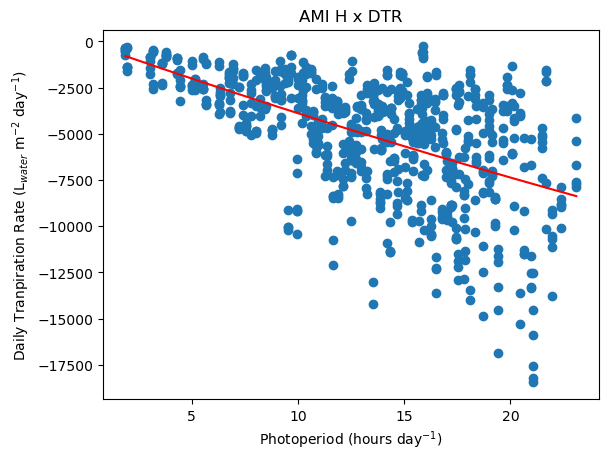 AMI H x DTR
Daily Tranpiration Rate (L$_{water}$ m$^{-2}$ day$^{-1}$)
0
−2500
−5000
−7500
−10000
−12500
−15000
−17500
5 10 15 20
Photoperiod (hours day$^{-1}$)